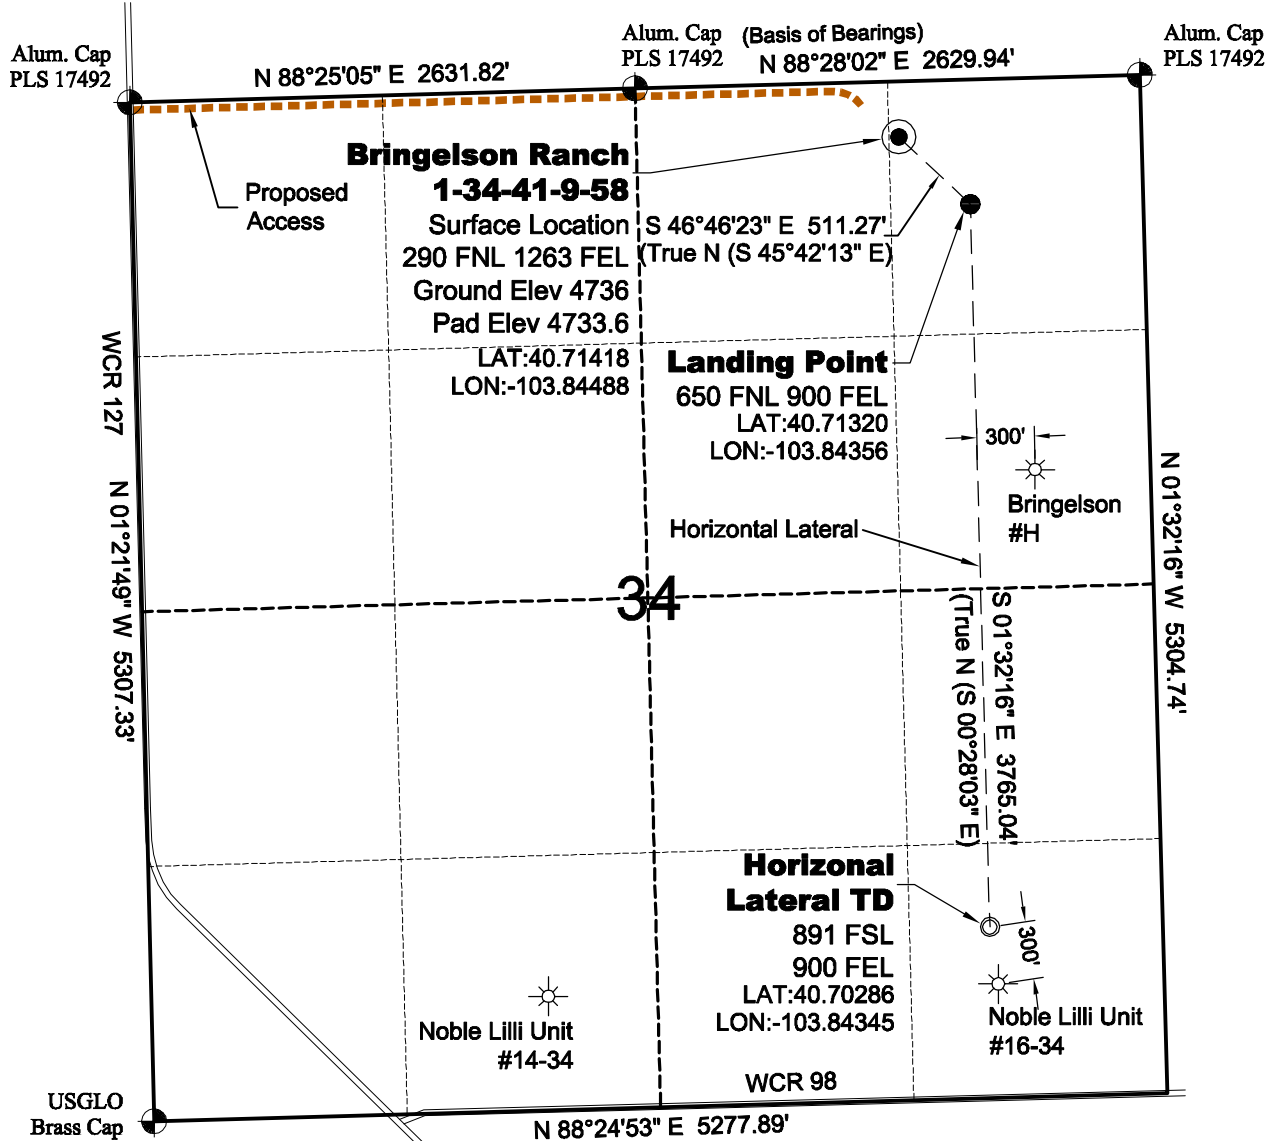 Alum. Cap
PLS 17492
N 88°25'05" E 2631.82'
Alum. Cap
PLS 17492
(Basis of Bearings)
N 88°28'02" E 2629.94'
Alum. Cap
PLS 17492
Proposed
Access
Bringelson Ranch
1-34-41-9-58
Surface Location
290 FNL 1263 FEL
Ground Elev 4736
Pad Elev 4733.6
LAT:40.71418
LON:-103.84488
S 46°46'23" E 511.27'
(True N (S 45°42'13" E)
Landing Point
650 FNL 900 FEL
LAT:40.71320
LON:-103.84356
300'
Bringelson
#H
Horizontal Lateral
WCR 127
N 01°21'49" W 5307.33'
34
N 01°32'16" W 5304.74'
S 01°32'16" E 3765.04'
(True N (S 00°28'03" E)
Horizonal
Lateral TD
891 FSL
900 FEL
LAT:40.70286
LON:-103.84345
300'
Noble Lilli Unit
#14-34
Noble Lilli Unit
#16-34
WCR 98
USGLO
Brass Cap
N 88°24'53" E 5277.89'